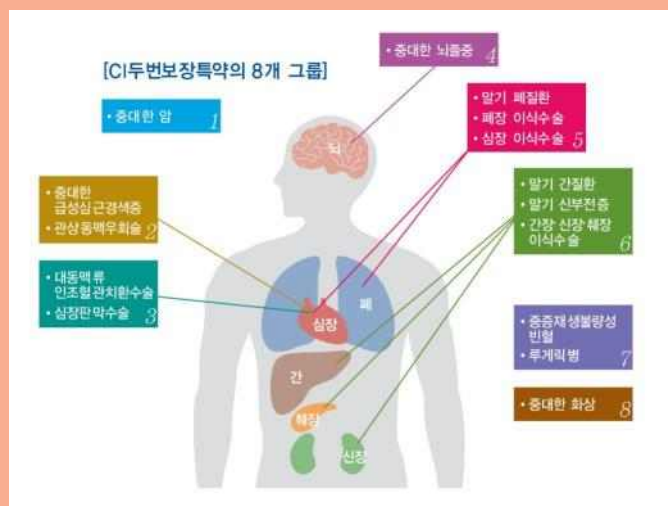 [CI두번보장특약의 8개 그룹]
• 중대한 암 1
• 중대한
급성심근경색증
• 관상동맥우회술 2
• 대동맥류
인조혈관치환수술
• 심장판막수술 3
• 중대한 뇌졸중 4
• 말기 폐질환
• 폐장 이식수술
• 심장 이식수술 5
• 말기 간질환
• 말기 신부전증
• 간장·신장·췌장
이식수술 6
• 중증재생불량성
빈혈
• 루게릭병 7
• 중대한 화상 8
뇌
폐
심장
간
췌장
신장